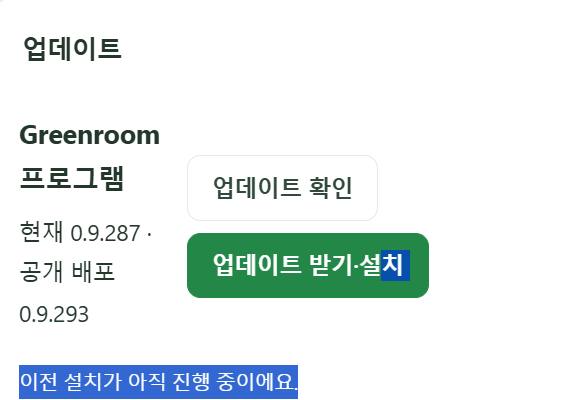 업데이트
Greenroom
프로그램
현재 0.9.287 ·
공개 배포
0.9.293
업데이트 확인
업데이트 받기·설치
이전 설치가 아직 진행 중이에요.